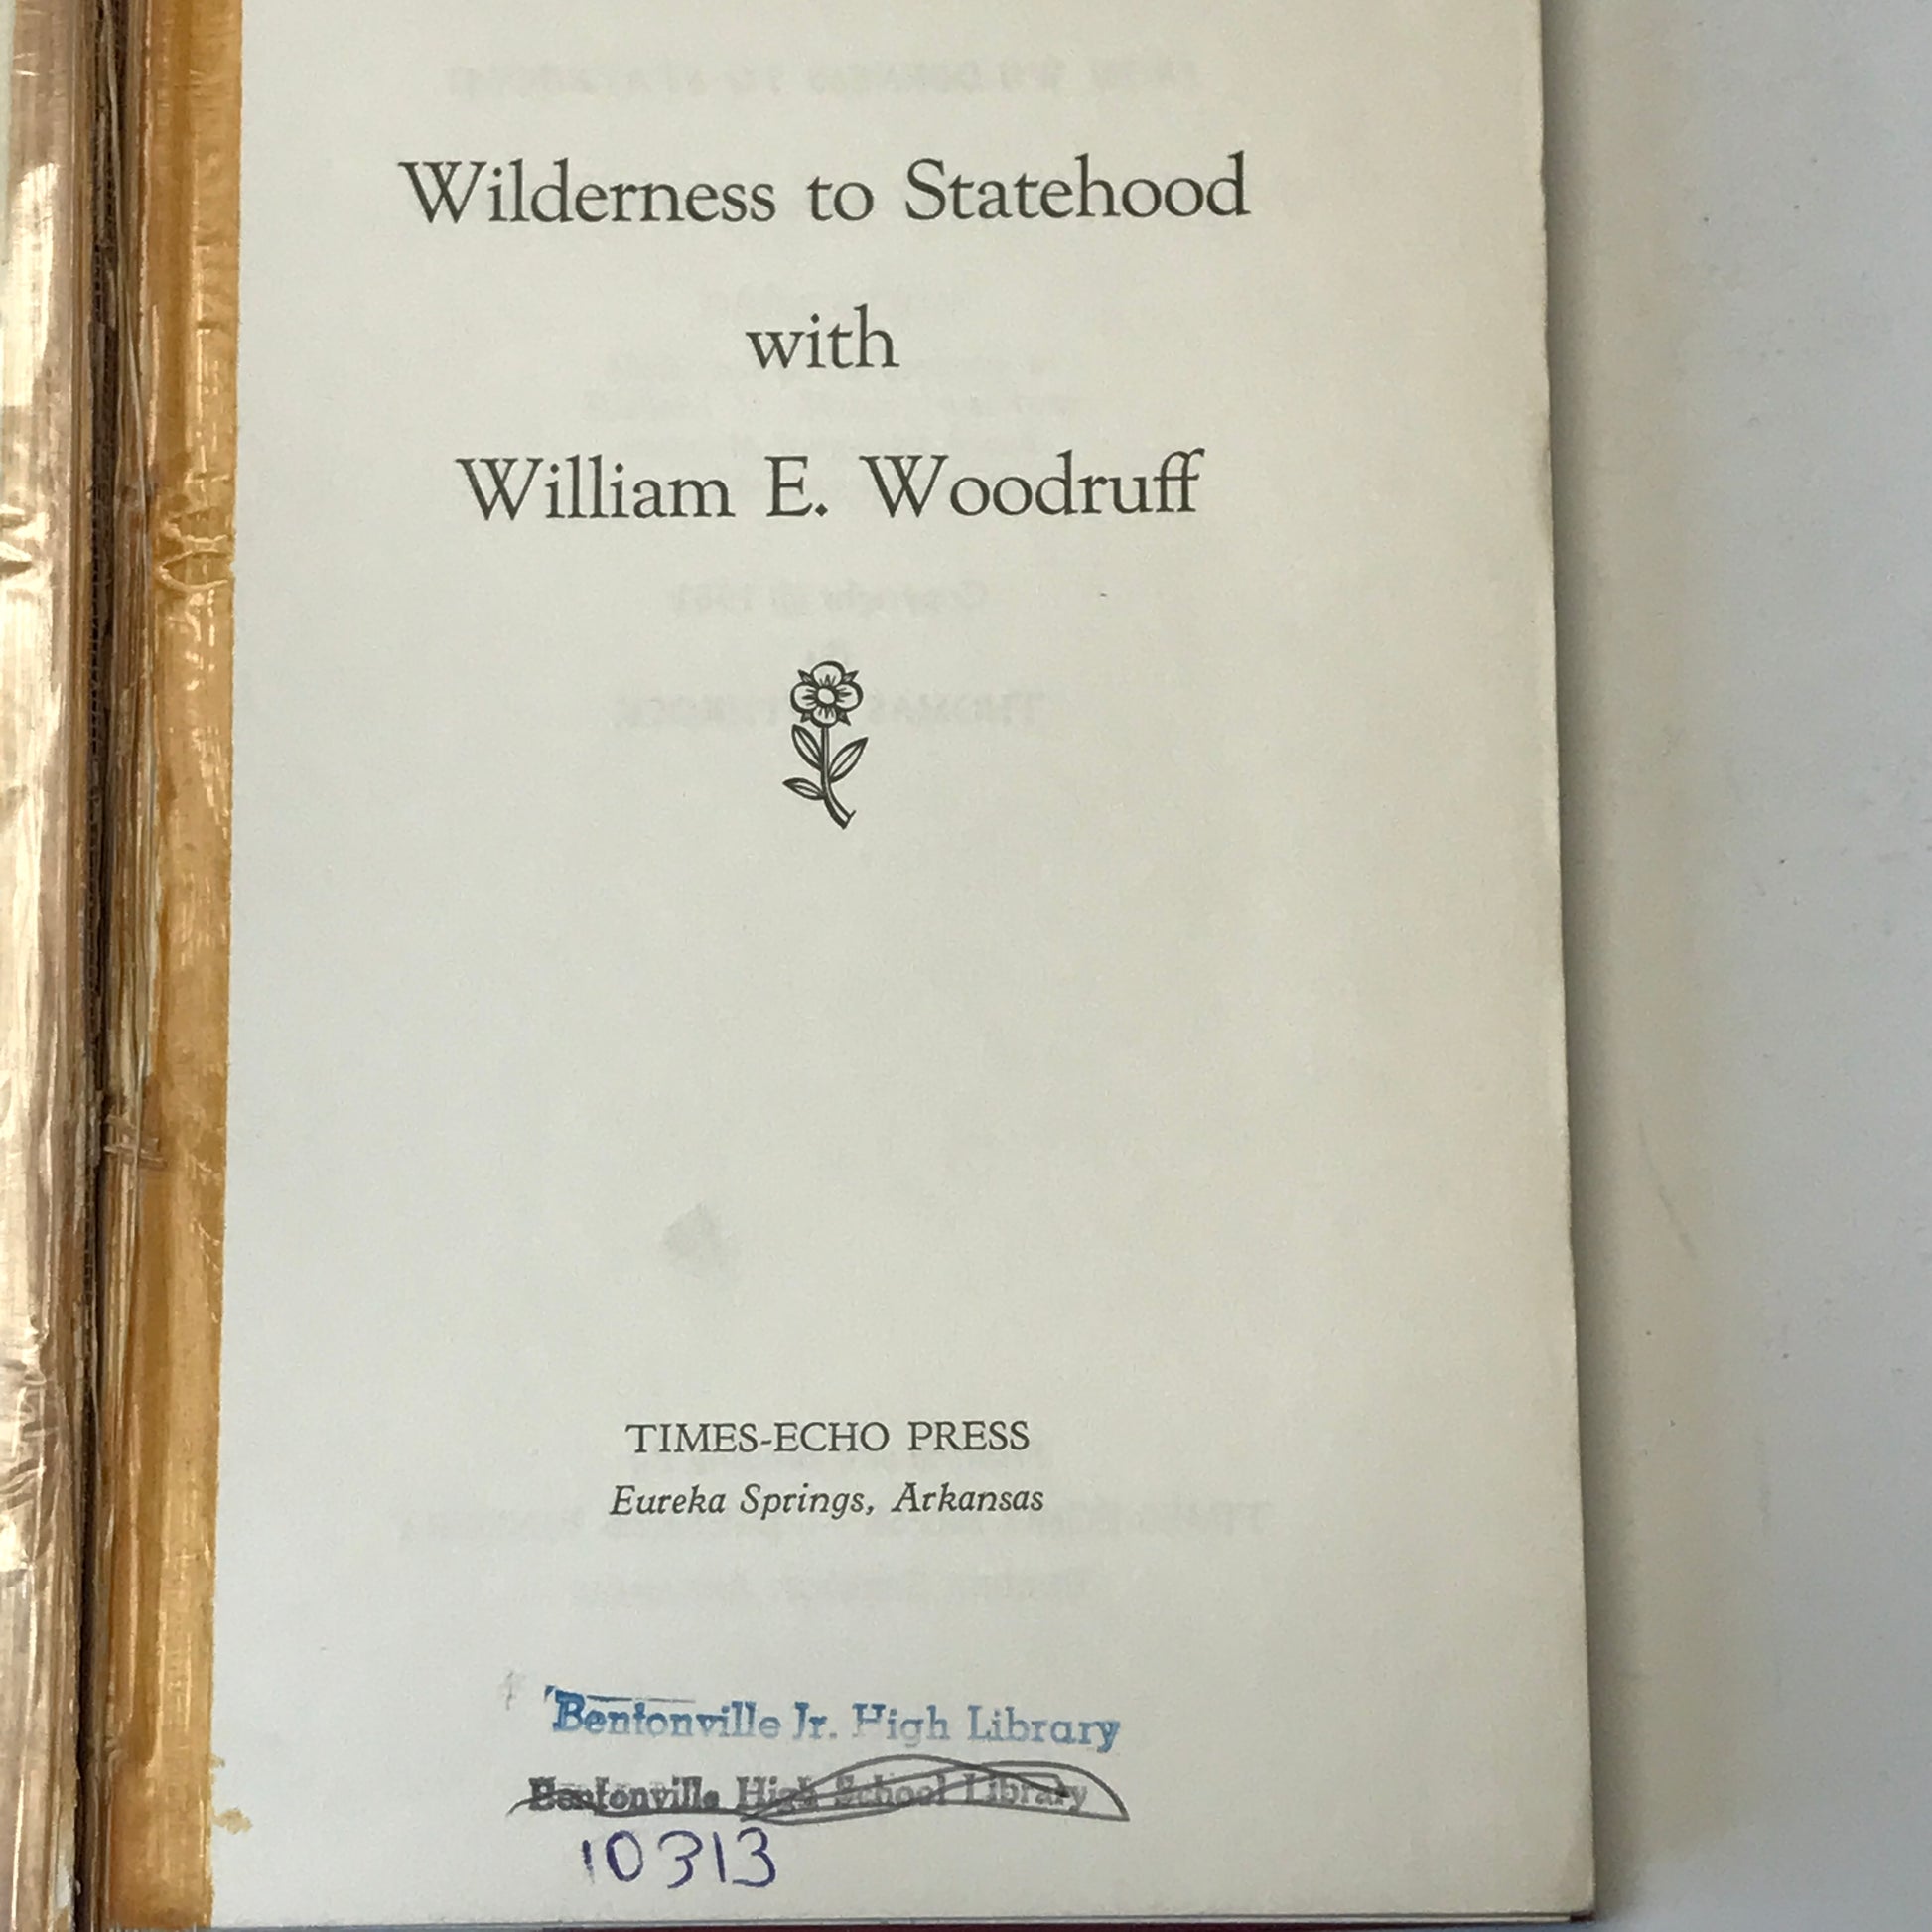 Wilderness to Statehood
with
William E. Woodruff
TIMES-ECHO PRESS
Eureka Springs, Arkansas
Bentonville Jr. High Library
Bentonville High School Library
10313